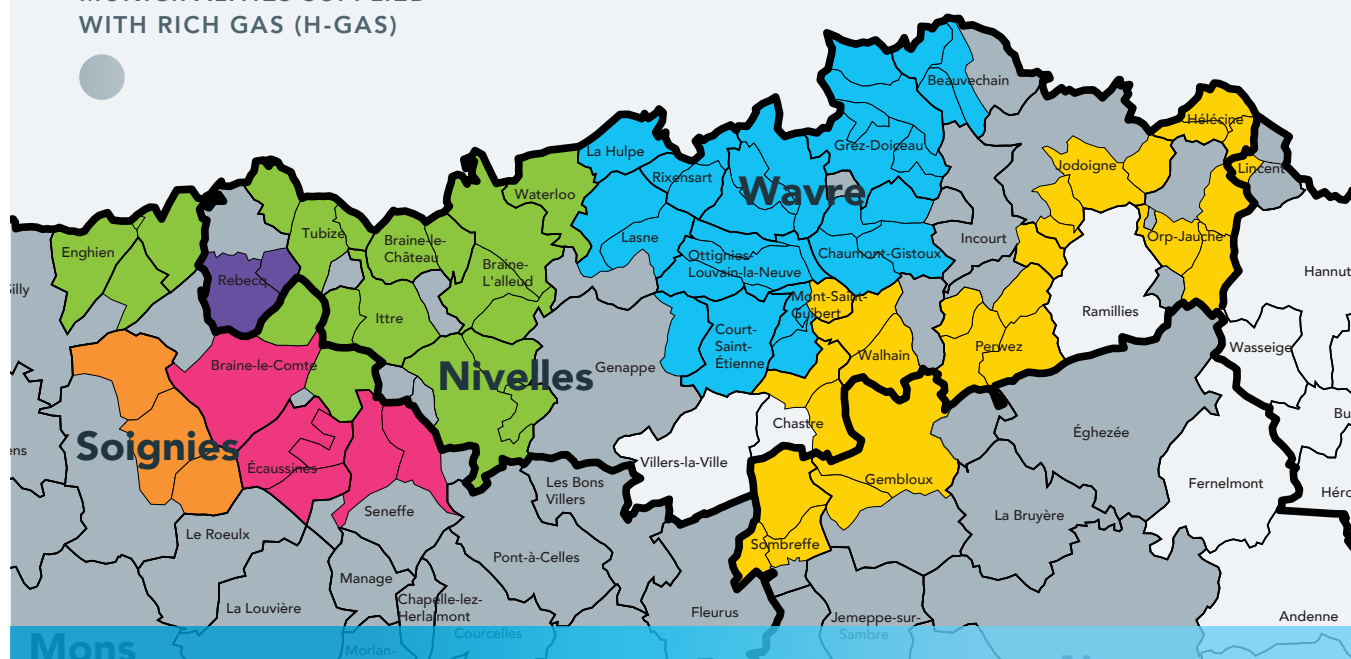 WITH RICH GAS (H-GAS)
Beauvechain
Hélécine
La Hulpe
Grez-Doiceau
Jodoigne
Lincent
Rixensart
Wavre
Waterloo
Enghien
Tubize
Braine-le-
Château
Lasne
Incourt
Orp-Jauche
Ottignies-
Louvain-la-Neuve
Chaumont-Gistoux
Braine-
L'alleud
Hannut
Rebecq
Mont-Saint-
Guibert
Ittre
Court-
Saint-
Étienne
Ramillies
Perwez
Wasseige
Walhain
Genappe
Braine-le-Comte
Nivelles
Chastre
Éghezée
Soignies
Écaussines
Villers-la-Ville
Gembloux
Les Bons
Villers
Fernelmont
Seneffe
La Bruyère
Le Roeulx
Sombreffe
Pont-à-Celles
Manage
La Louvière
Chapelle-lez-
Herlaimont
Fleurus
Jemeppe-sur-
Sambre
Andenne
Courcelles
Mons
Morlan-